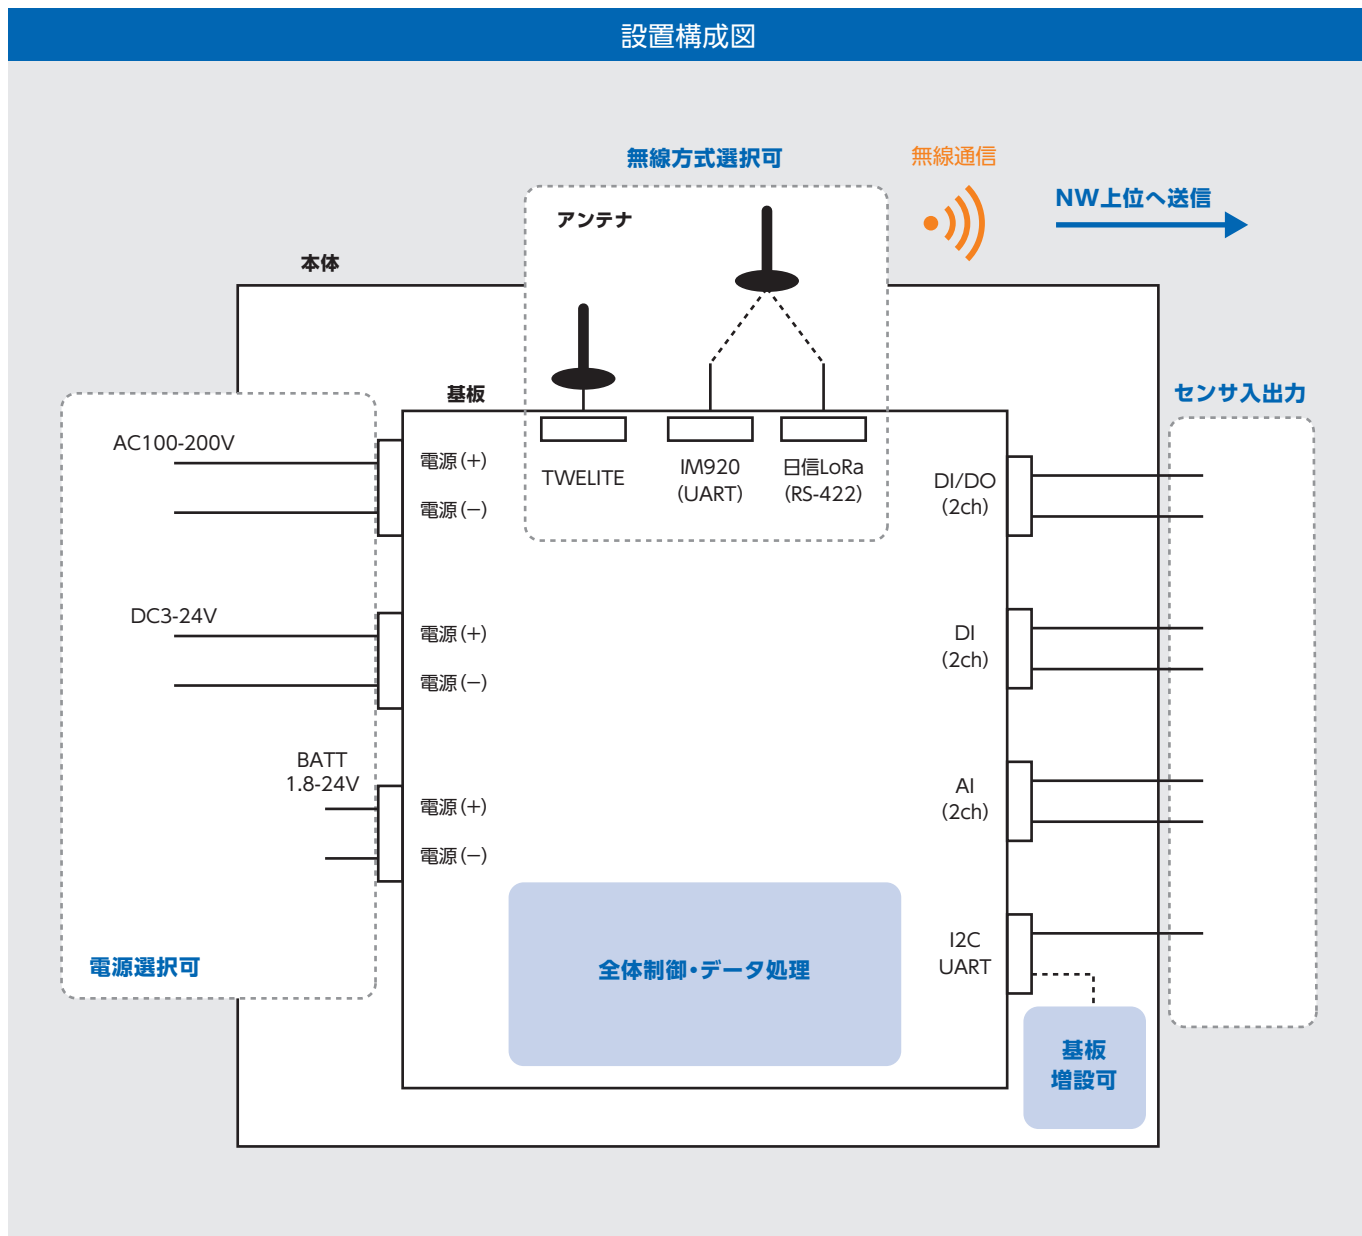 設置構成図
無線方式選択可
無線通信
NW上位へ送信
アンテナ
本体
基板
センサ入出力
AC100-200V
電源(+)
電源(−)
TWELITE
IM920
(UART)
日信LoRa
(RS-422)
DI/DO
(2ch)
DC3-24V
電源(+)
電源(−)
DI
(2ch)
BATT
1.8-24V
電源(+)
電源(−)
AI
(2ch)
電源選択可
全体制御・データ処理
I2C
UART
基板
増設可